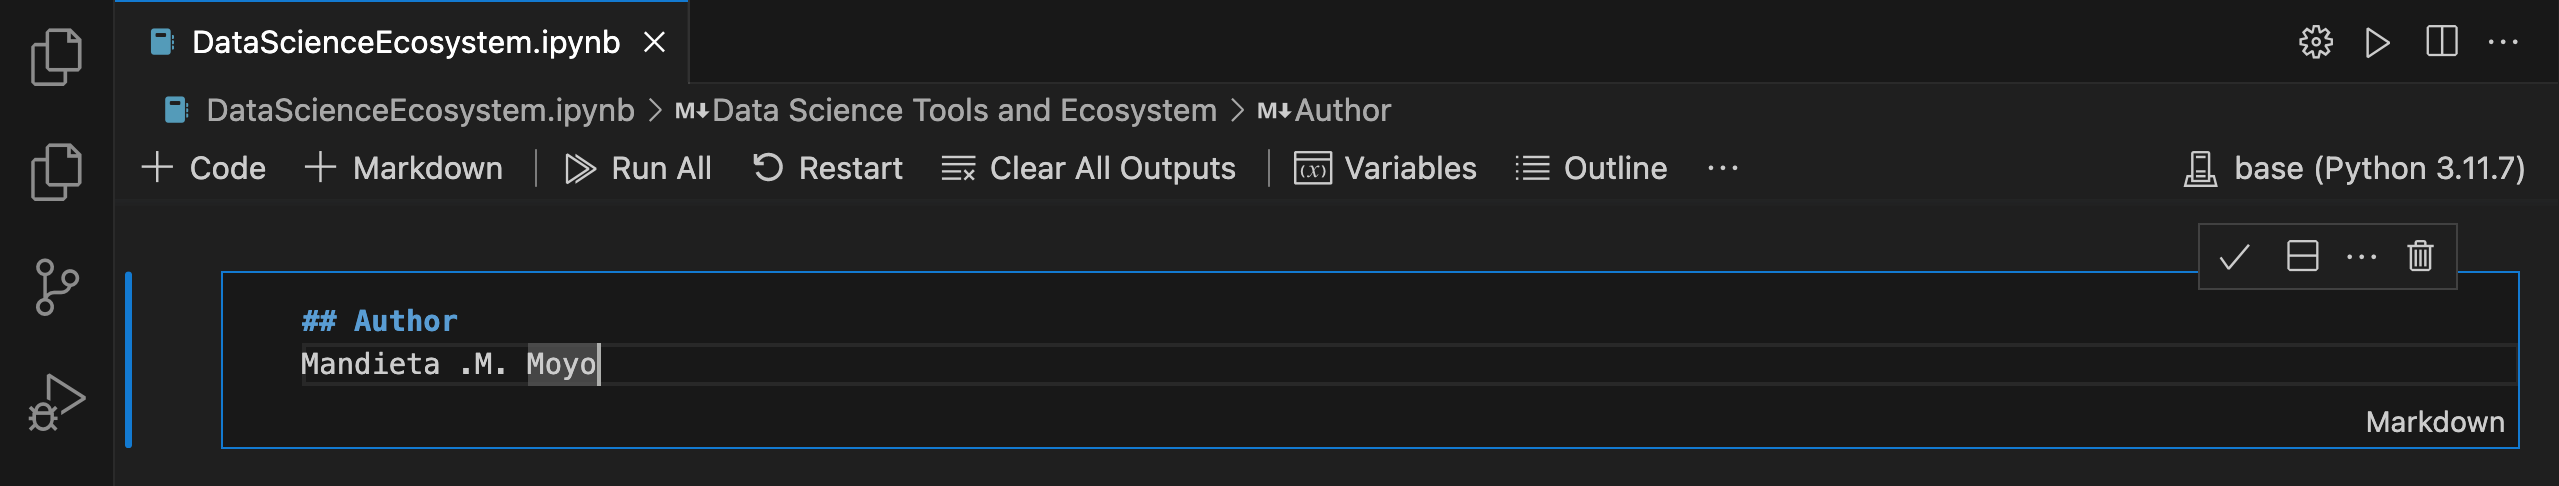 DataScienceEcosystem.ipynb
DataScienceEcosystem.ipynb > M↓Data Science Tools and Ecosystem > M↓Author
+ Code + Markdown | Run All Restart Clear All Outputs | (x) Variables Outline ... base (Python 3.11.7)
## Author
Mandieta .M. Moyo
Markdown